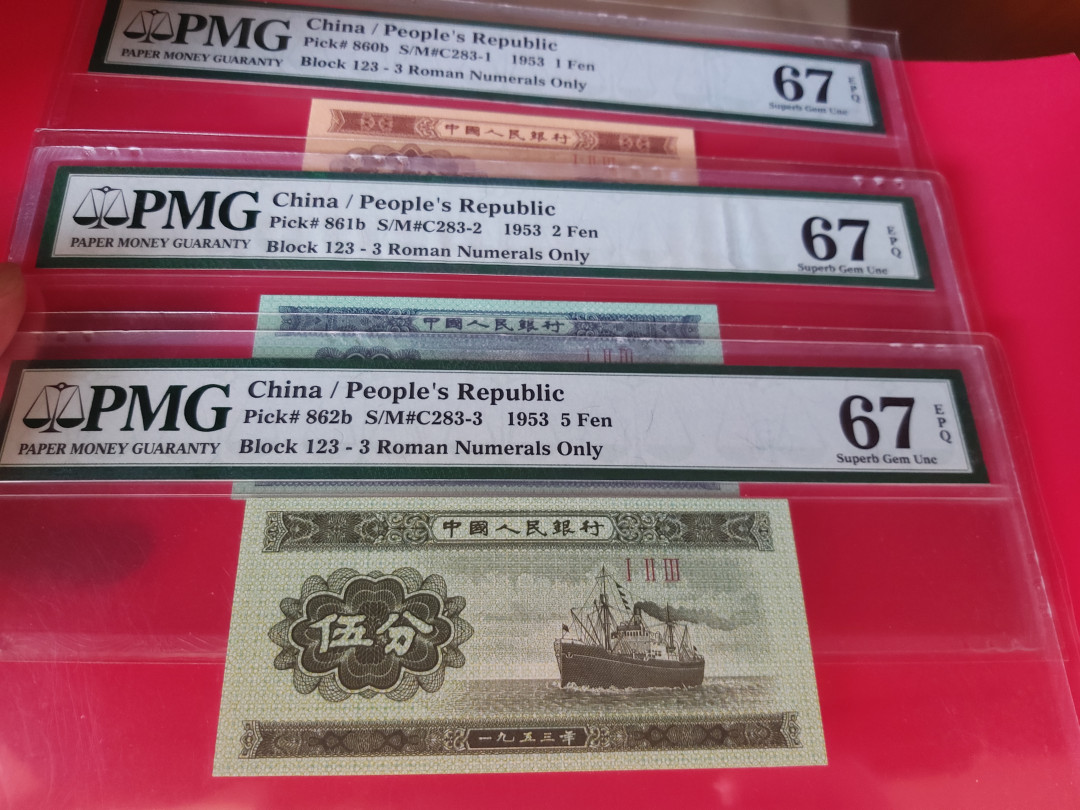 PMG
PAPER MONEY GUARANTY
China / People's Republic
Pick# 860b S/M#C283-1 1953 1 Fen
Block 123 - 3 Roman Numerals Only
67
EPQ
Superb Gem Unc
中國人民銀行
I II III
PMG
PAPER MONEY GUARANTY
China / People's Republic
Pick# 861b S/M#C283-2 1953 2 Fen
Block 123 - 3 Roman Numerals Only
67
EPQ
Superb Gem Unc
中國人民銀行
I II III
PMG
PAPER MONEY GUARANTY
China / People's Republic
Pick# 862b S/M#C283-3 1953 5 Fen
Block 123 - 3 Roman Numerals Only
67
EPQ
Superb Gem Unc
中國人民銀行
I II III
伍分
一九五三年